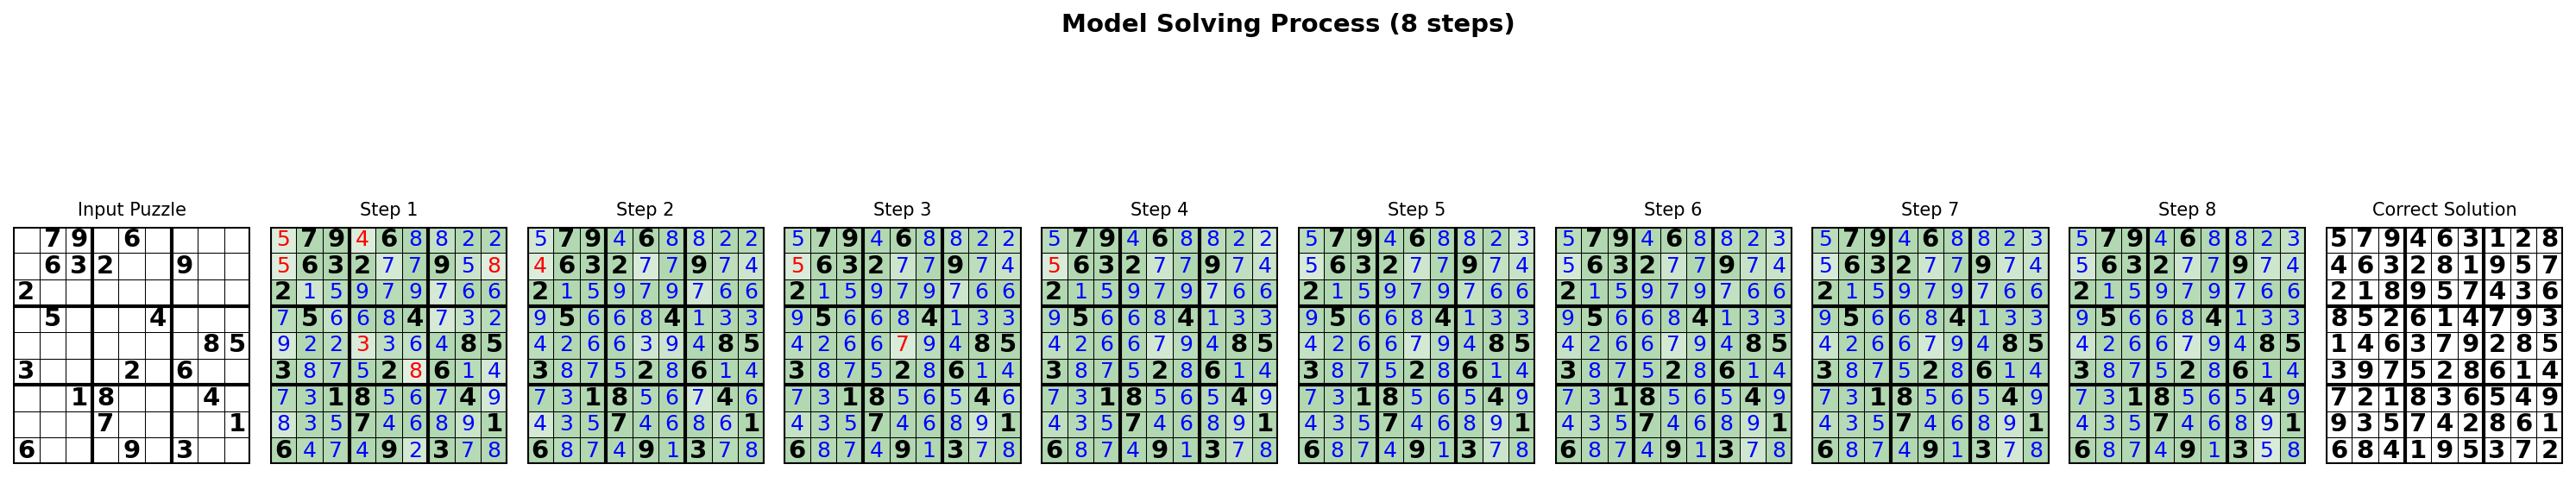 Model Solving Process (8 steps)
Input Puzzle
7 9 6
6 3 2 9
2
5 4
8 5
3 2 6
1 8 4
7 1
6 9 3
Step 1
5 7 9 4 6 8 8 2 2
5 6 3 2 7 7 9 5 8
2 1 5 9 7 9 7 6 6
7 5 6 6 8 4 7 3 2
9 2 2 3 3 6 4 8 5
3 8 7 5 2 8 6 1 4
7 3 1 8 5 6 7 4 9
8 3 5 7 4 6 8 9 1
6 4 7 4 9 2 3 7 8
Step 2
5 7 9 4 6 8 8 2 2
4 6 3 2 7 7 9 7 4
2 1 5 9 7 9 7 6 6
9 5 6 6 8 4 1 3 3
4 2 6 6 3 9 4 8 5
3 8 7 5 2 8 6 1 4
7 3 1 8 5 6 7 4 6
4 3 5 7 4 6 8 6 1
6 8 7 4 9 1 3 7 8
Step 3
5 7 9 4 6 8 8 2 2
5 6 3 2 7 7 9 7 4
2 1 5 9 7 9 7 6 6
9 5 6 6 8 4 1 3 3
4 2 6 6 7 9 4 8 5
3 8 7 5 2 8 6 1 4
7 3 1 8 5 6 5 4 6
4 3 5 7 4 6 8 9 1
6 8 7 4 9 1 3 7 8
Step 4
5 7 9 4 6 8 8 2 2
5 6 3 2 7 7 9 7 4
2 1 5 9 7 9 7 6 6
9 5 6 6 8 4 1 3 3
4 2 6 6 7 9 4 8 5
3 8 7 5 2 8 6 1 4
7 3 1 8 5 6 5 4 9
4 3 5 7 4 6 8 9 1
6 8 7 4 9 1 3 7 8
Step 5
5 7 9 4 6 8 8 2 3
5 6 3 2 7 7 9 7 4
2 1 5 9 7 9 7 6 6
9 5 6 6 8 4 1 3 3
4 2 6 6 7 9 4 8 5
3 8 7 5 2 8 6 1 4
7 3 1 8 5 6 5 4 9
4 3 5 7 4 6 8 9 1
6 8 7 4 9 1 3 7 8
Step 6
5 7 9 4 6 8 8 2 3
5 6 3 2 7 7 9 7 4
2 1 5 9 7 9 7 6 6
9 5 6 6 8 4 1 3 3
4 2 6 6 7 9 4 8 5
3 8 7 5 2 8 6 1 4
7 3 1 8 5 6 5 4 9
4 3 5 7 4 6 8 9 1
6 8 7 4 9 1 3 7 8
Step 7
5 7 9 4 6 8 8 2 3
5 6 3 2 7 7 9 7 4
2 1 5 9 7 9 7 6 6
9 5 6 6 8 4 1 3 3
4 2 6 6 7 9 4 8 5
3 8 7 5 2 8 6 1 4
7 3 1 8 5 6 5 4 9
4 3 5 7 4 6 8 9 1
6 8 7 4 9 1 3 7 8
Step 8
5 7 9 4 6 8 8 2 3
5 6 3 2 7 7 9 7 4
2 1 5 9 7 9 7 6 6
9 5 6 6 8 4 1 3 3
4 2 6 6 7 9 4 8 5
3 8 7 5 2 8 6 1 4
7 3 1 8 5 6 5 4 9
4 3 5 7 4 6 8 9 1
6 8 7 4 9 1 3 5 8
Correct Solution
5 7 9 4 6 3 1 2 8
4 6 3 2 8 1 9 5 7
2 1 8 9 5 7 4 3 6
8 5 2 6 1 4 7 9 3
1 4 6 3 7 9 2 8 5
3 9 7 5 2 8 6 1 4
7 2 1 8 3 6 5 4 9
9 3 5 7 4 2 8 6 1
6 8 4 1 9 5 3 7 2